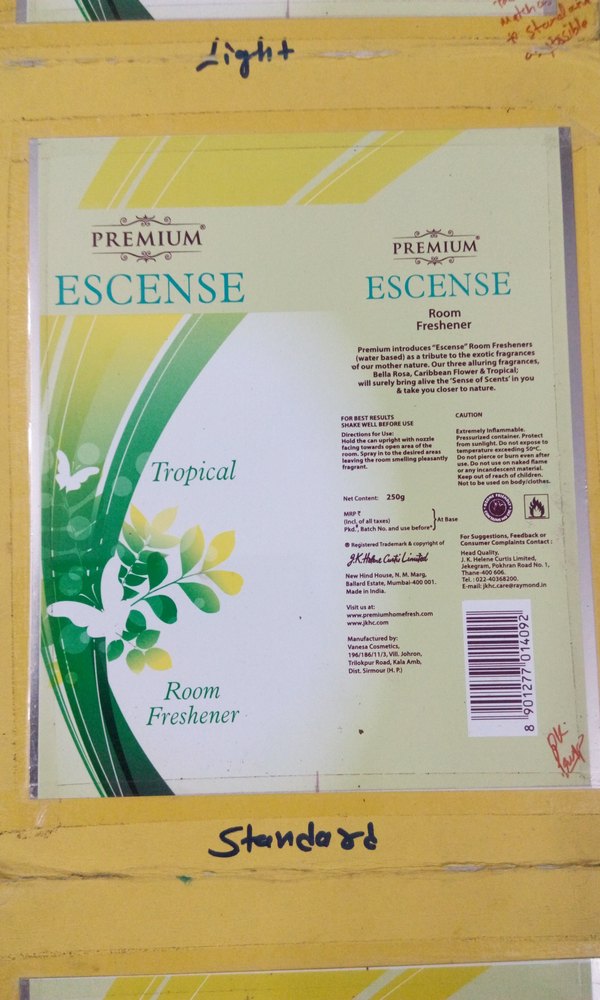 Match as
to Standard
as possible
Light
PREMIUM®
ESCENSE
Tropical
Room
Freshener
PREMIUM®
ESCENSE
Room
Freshener
Premium introduces "Escense" Room Fresheners
(water based) as a tribute to the exotic fragrances
of our mother nature. Our three alluring fragrances,
Bella Rosa, Caribbean Flower & Tropical;
will surely bring alive the 'Sense of Scents' in you
& take you closer to nature.
FOR BEST RESULTS
SHAKE WELL BEFORE USE
Directions for Use:
Hold the can upright with nozzle
facing towards open area of the
room. Spray in to the desired areas
leaving the room smelling pleasantly
fragrant.
CAUTION
Extremely Inflammable.
Pressurized container. Protect
from sunlight. Do not expose to
temperature exceeding 50ºC.
Do not pierce or burn even after
use. Do not use on naked flame
or any incandescent material.
Keep out of reach of children.
Not to be used on body/clothes.
Net Content: 250g
MRP ₹
(Incl. of all taxes)
Pkd., Batch No. and use before } At Base
® Registered Trademark & copyright of
J.K. Helene Curtis Limited
New Hind House, N. M. Marg,
Ballard Estate, Mumbai-400 001.
Made in India.
Visit us at:
www.premiumhomefresh.com
www.jkhc.com
Manufactured by:
Vanesa Cosmetics,
196/186/11/3, Vill. Johron,
Trilokpur Road, Kala Amb,
Dist. Sirmour (H. P.)
For Suggestions, Feedback or
Consumer Complaints Contact :
Head Quality,
J. K. Helene Curtis Limited,
Jekegram, Pokhran Road No. 1,
Thane-400 606.
Tel. : 022-40368200.
E-mail: jkhc.care@raymond.in
8 901277 014092
Standard